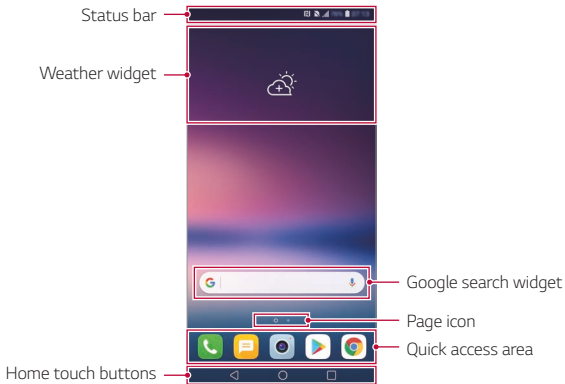 Status bar
Weather widget
Google search widget
Page icon
Quick access area
Home touch buttons